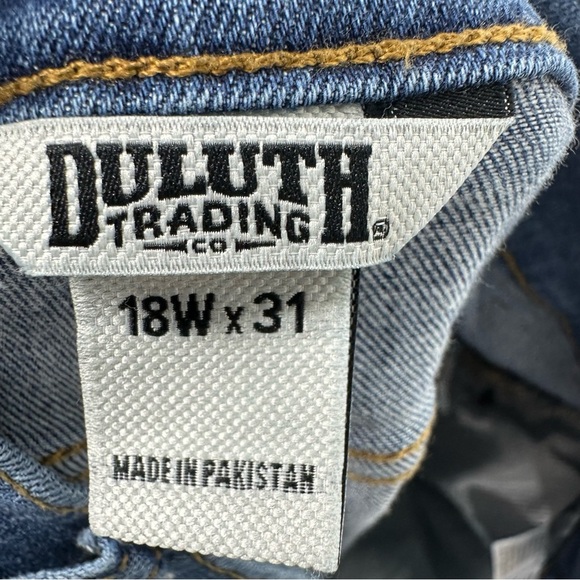 DULUTH
TRADING
CO
18W x 31
MADE IN PAKISTAN